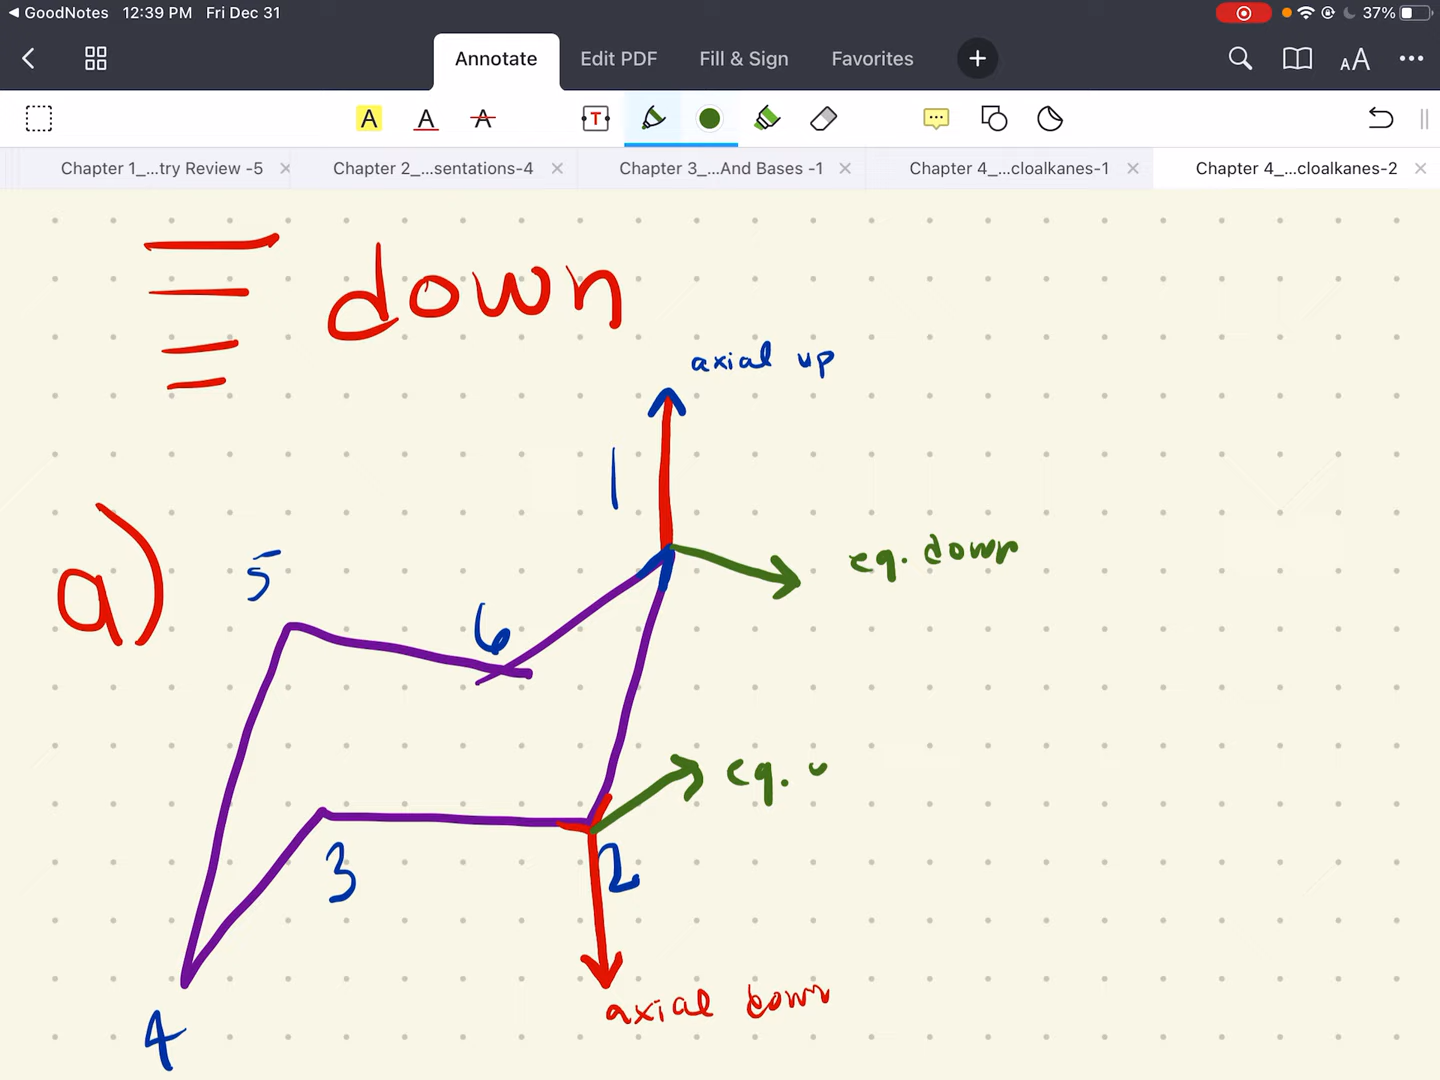 GoodNotes 12:39 PM Fri Dec 31 37%
Annotate Edit PDF Fill & Sign Favorites
A A A T AA
Chapter 1_...try Review -5 Chapter 2_...sentations-4 Chapter 3_...And Bases -1 Chapter 4_...cloalkanes-1 Chapter 4_...cloalkanes-2
down
axial up
1
a)
5
eq. down
6
eq. u
3
2
axial down
4